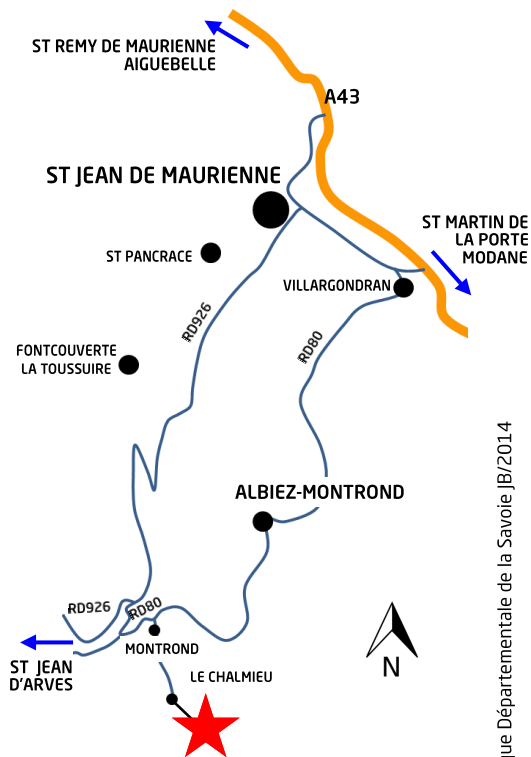 ST REMY DE MAURIENNE
AIGUEBELLE
A43
ST JEAN DE MAURIENNE
ST MARTIN DE
LA PORTE
MODANE
ST PANCRACE
VILLARGONDRAN
RD926
RD80
FONTCOUVERTE
LA TOUSSUIRE
ALBIEZ-MONTROND
RD926
RD80
MONTROND
ST JEAN
D'ARVES
LE CHALMIEU
N
Départementale de la Savoie JB/2014